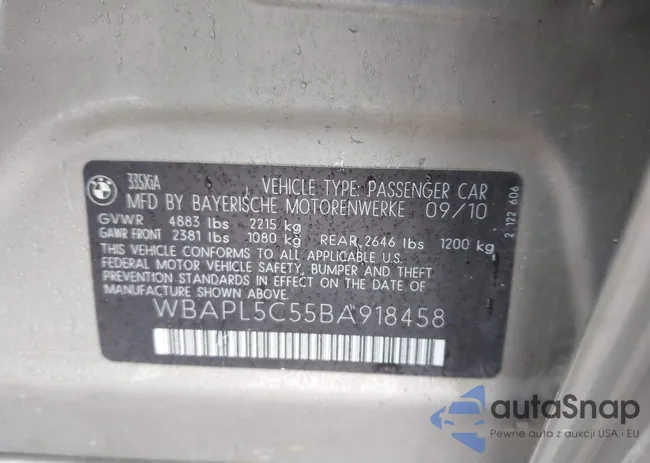 335XiA
VEHICLE TYPE: PASSENGER CAR
MFD BY BAYERISCHE MOTORENWERKE 09/10
GVWR 4883 lbs 2215 kg
GAWR FRONT 2381 lbs 1080 kg REAR 2646 lbs 1200 kg
THIS VEHICLE CONFORMS TO ALL APPLICABLE U.S.
FEDERAL MOTOR VEHICLE SAFETY, BUMPER AND THEFT
PREVENTION STANDARDS IN EFFECT ON THE DATE OF
MANUFACTURE SHOWN ABOVE.
WBAPL5C55BA918458
2 122 606
autoSnap
Pewne auta z aukcji USA i EU